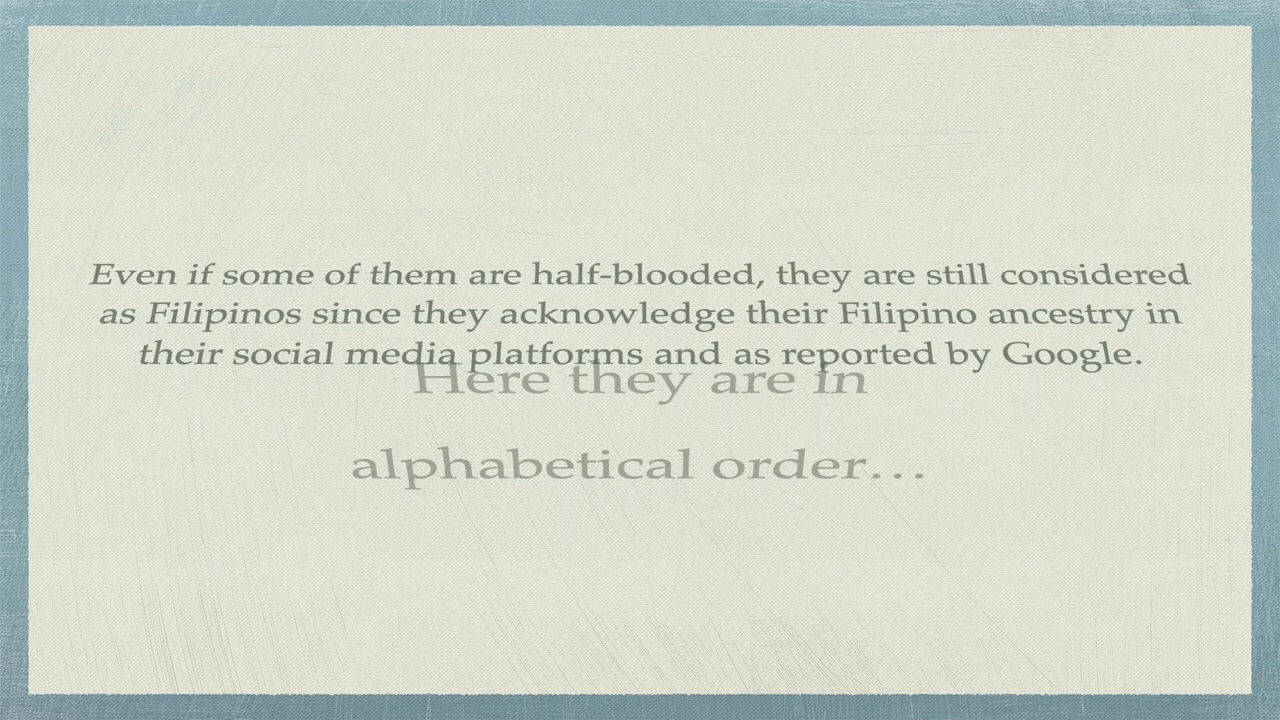 Even if some of them are half-blooded, they are still considered
as Filipinos since they acknowledge their Filipino ancestry in
their social media platforms and as reported by Google.
Here they are in
alphabetical order…